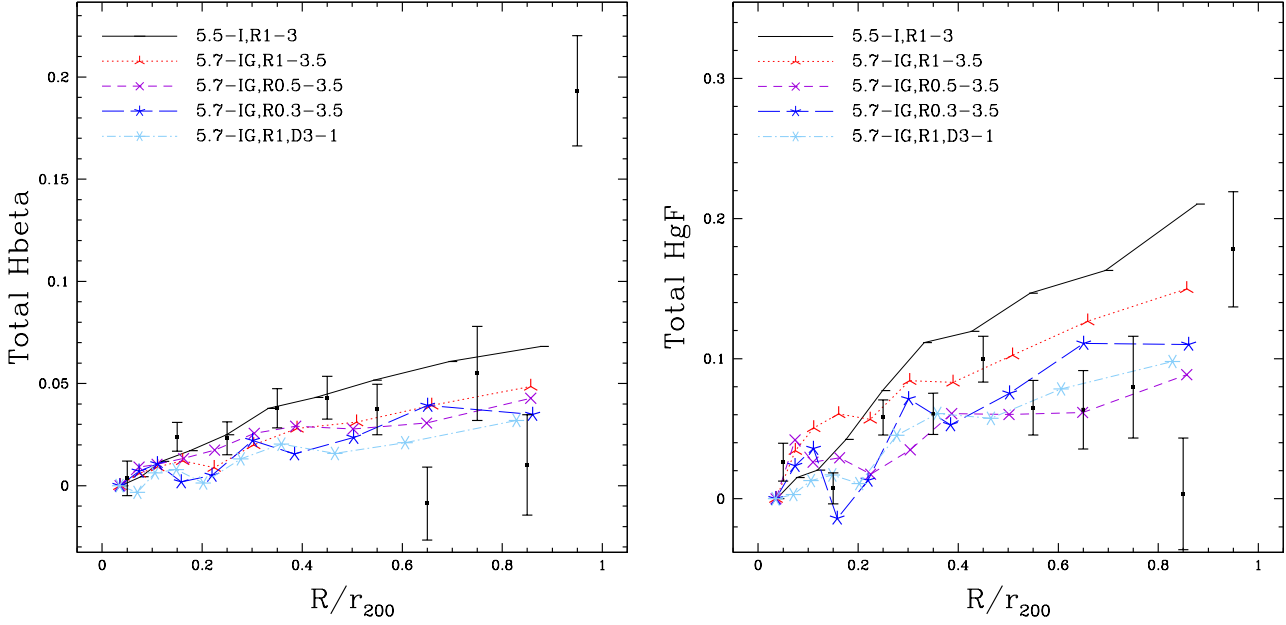 5.5-I,R1-3
5.7-IG,R1-3.5
5.7-IG,R0.5-3.5
5.7-IG,R0.3-3.5
5.7-IG,R1,D3-1
0.2
0.15
0.1
0.05
0
Total Hbeta
0 0.2 0.4 0.6 0.8 1
R/r200
5.5-I,R1-3
5.7-IG,R1-3.5
5.7-IG,R0.5-3.5
5.7-IG,R0.3-3.5
5.7-IG,R1,D3-1
0.3
0.2
0.1
0
Total HgF
0 0.2 0.4 0.6 0.8 1
R/r200